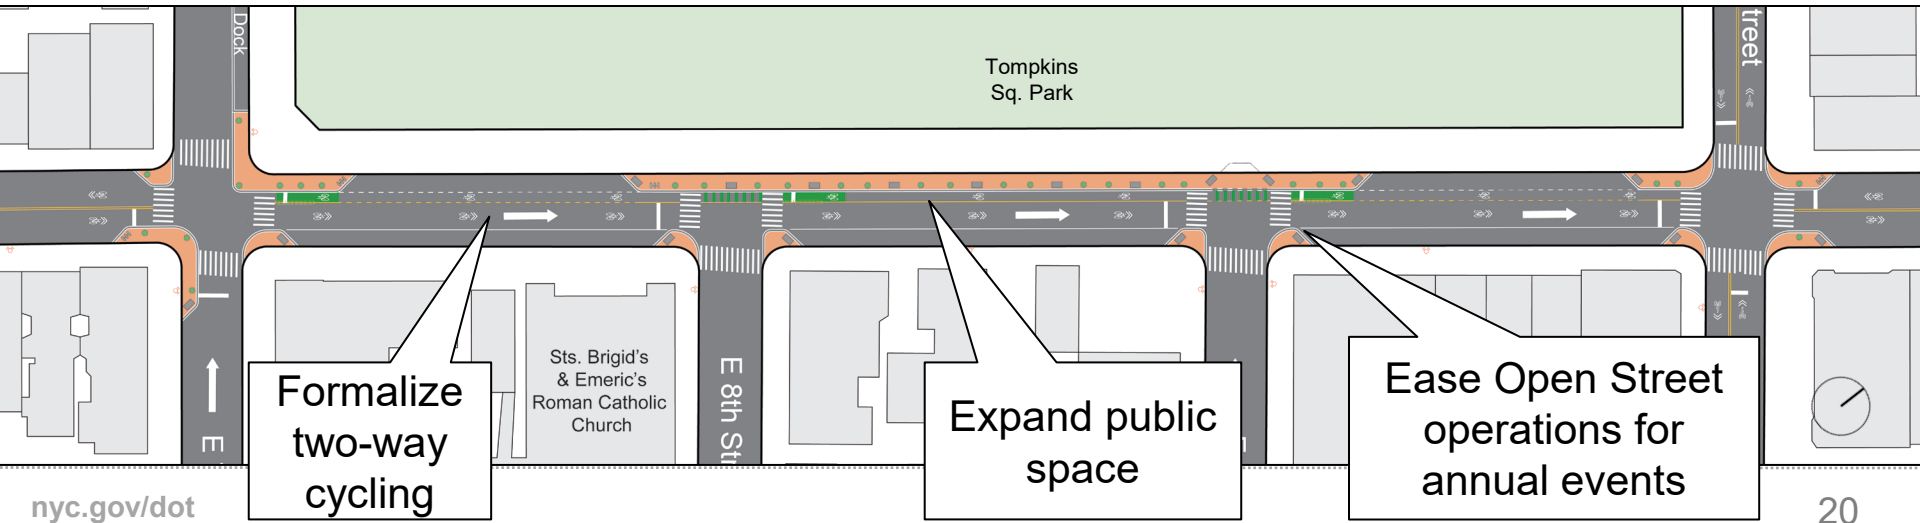 Dock
treet
Tompkins
Sq. Park
Sts. Brigid's
& Emeric's
Roman Catholic
Church
E
E 8th Str
Formalize
two-way
cycling
Expand public
space
Ease Open Street
operations for
annual events
nyc.gov/dot
20